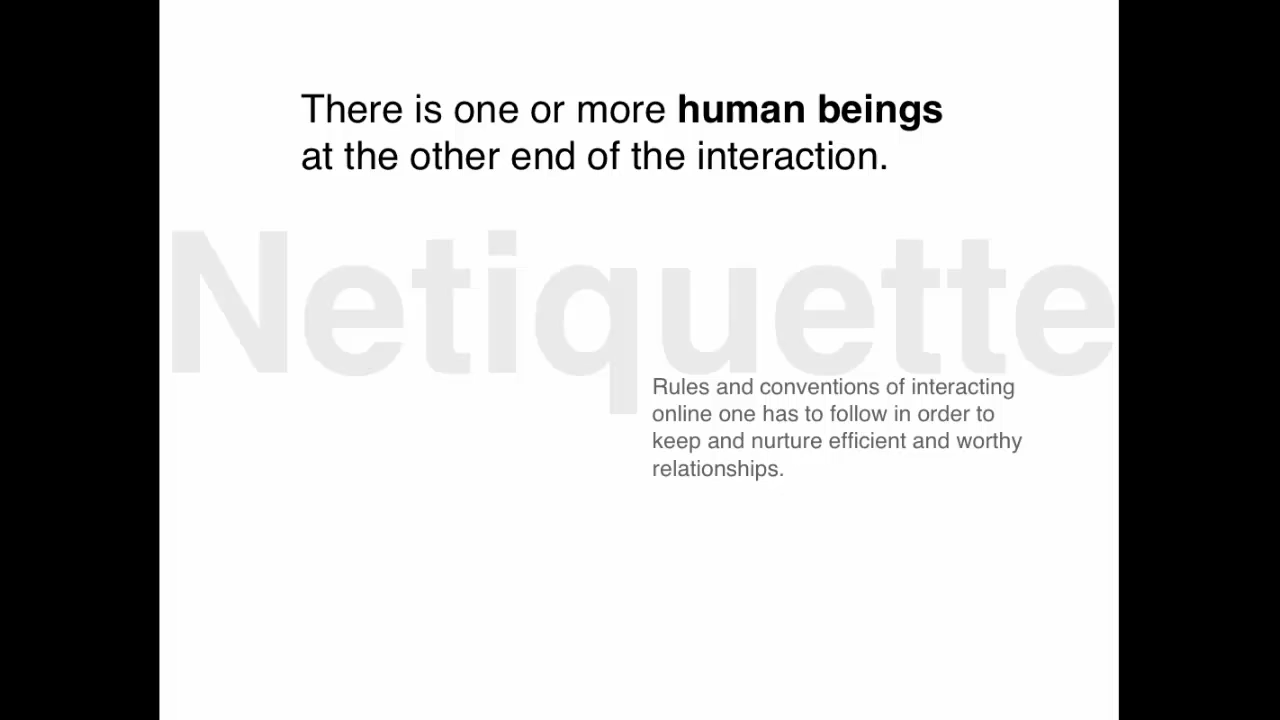 There is one or more human beings
at the other end of the interaction.
Netiquette
Rules and conventions of interacting
online one has to follow in order to
keep and nurture efficient and worthy
relationships.